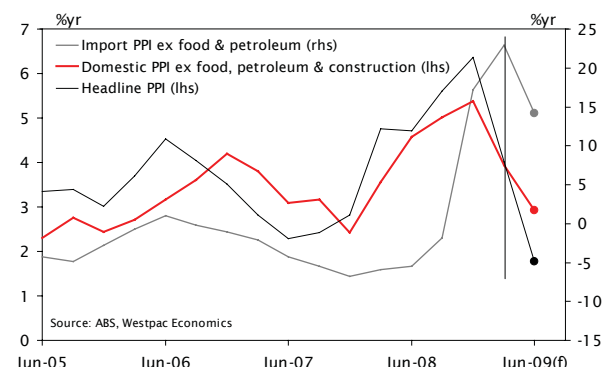 %yr %yr
Import PPI ex food & petroleum (rhs)
Domestic PPI ex food, petroleum & construction (lhs)
Headline PPI (lhs)
7 25
6 20
5 15
4 10
3 5
2 0
1 -5
0 -10
-15
Source: ABS, Westpac Economics
Jun-05 Jun-06 Jun-07 Jun-08 Jun-09(f)